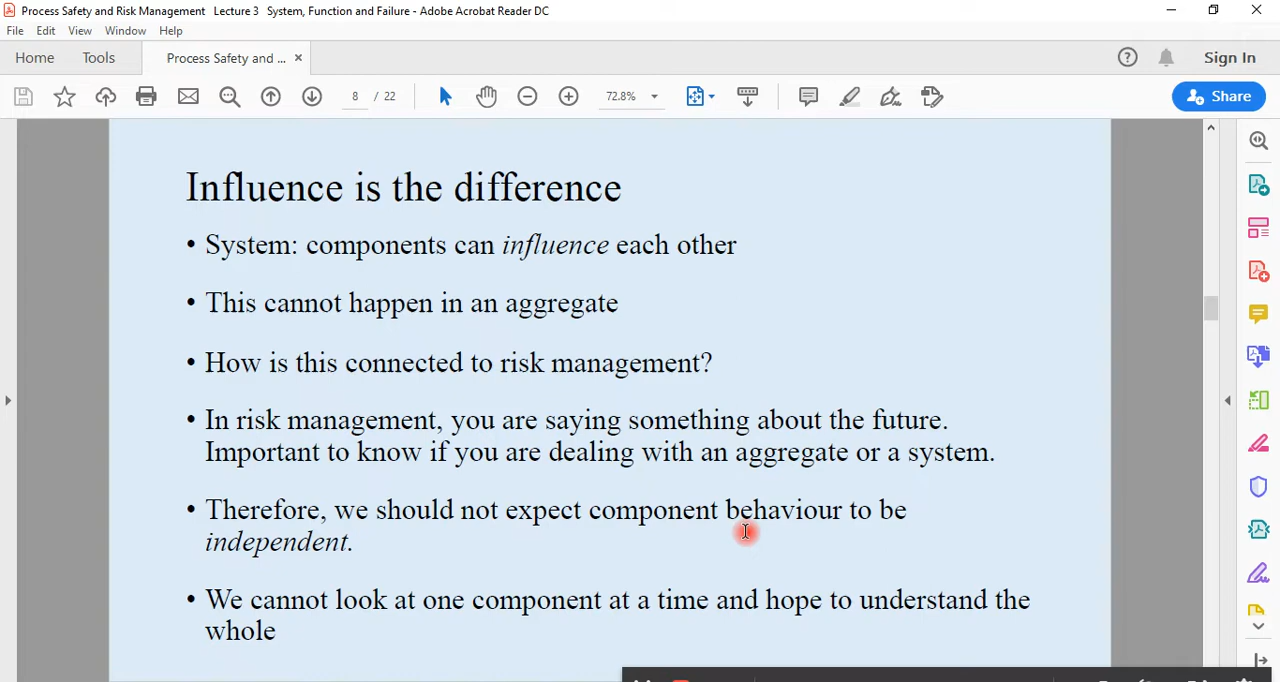 Process Safety and Risk Management   Lecture 3   System, Function and Failure - Adobe Acrobat Reader DC
File Edit View Window Help
Home Tools Process Safety and ... × Sign In
8 / 22 72.8% Share
Influence is the difference
• System: components can influence each other
• This cannot happen in an aggregate
• How is this connected to risk management?
• In risk management, you are saying something about the future.
Important to know if you are dealing with an aggregate or a system.
• Therefore, we should not expect component behaviour to be
independent.
• We cannot look at one component at a time and hope to understand the
whole